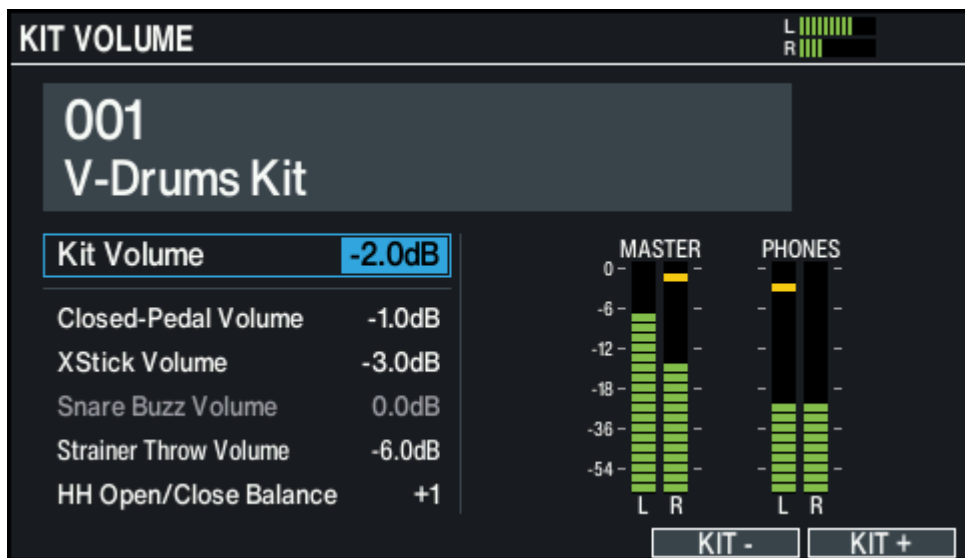 KIT VOLUME
L
R
001
V-Drums Kit
Kit Volume -2.0dB
Closed-Pedal Volume -1.0dB
XStick Volume -3.0dB
Snare Buzz Volume 0.0dB
Strainer Throw Volume -6.0dB
HH Open/Close Balance +1
MASTER PHONES
0
-6
-12
-18
-36
-54
L R L R
KIT - KIT +